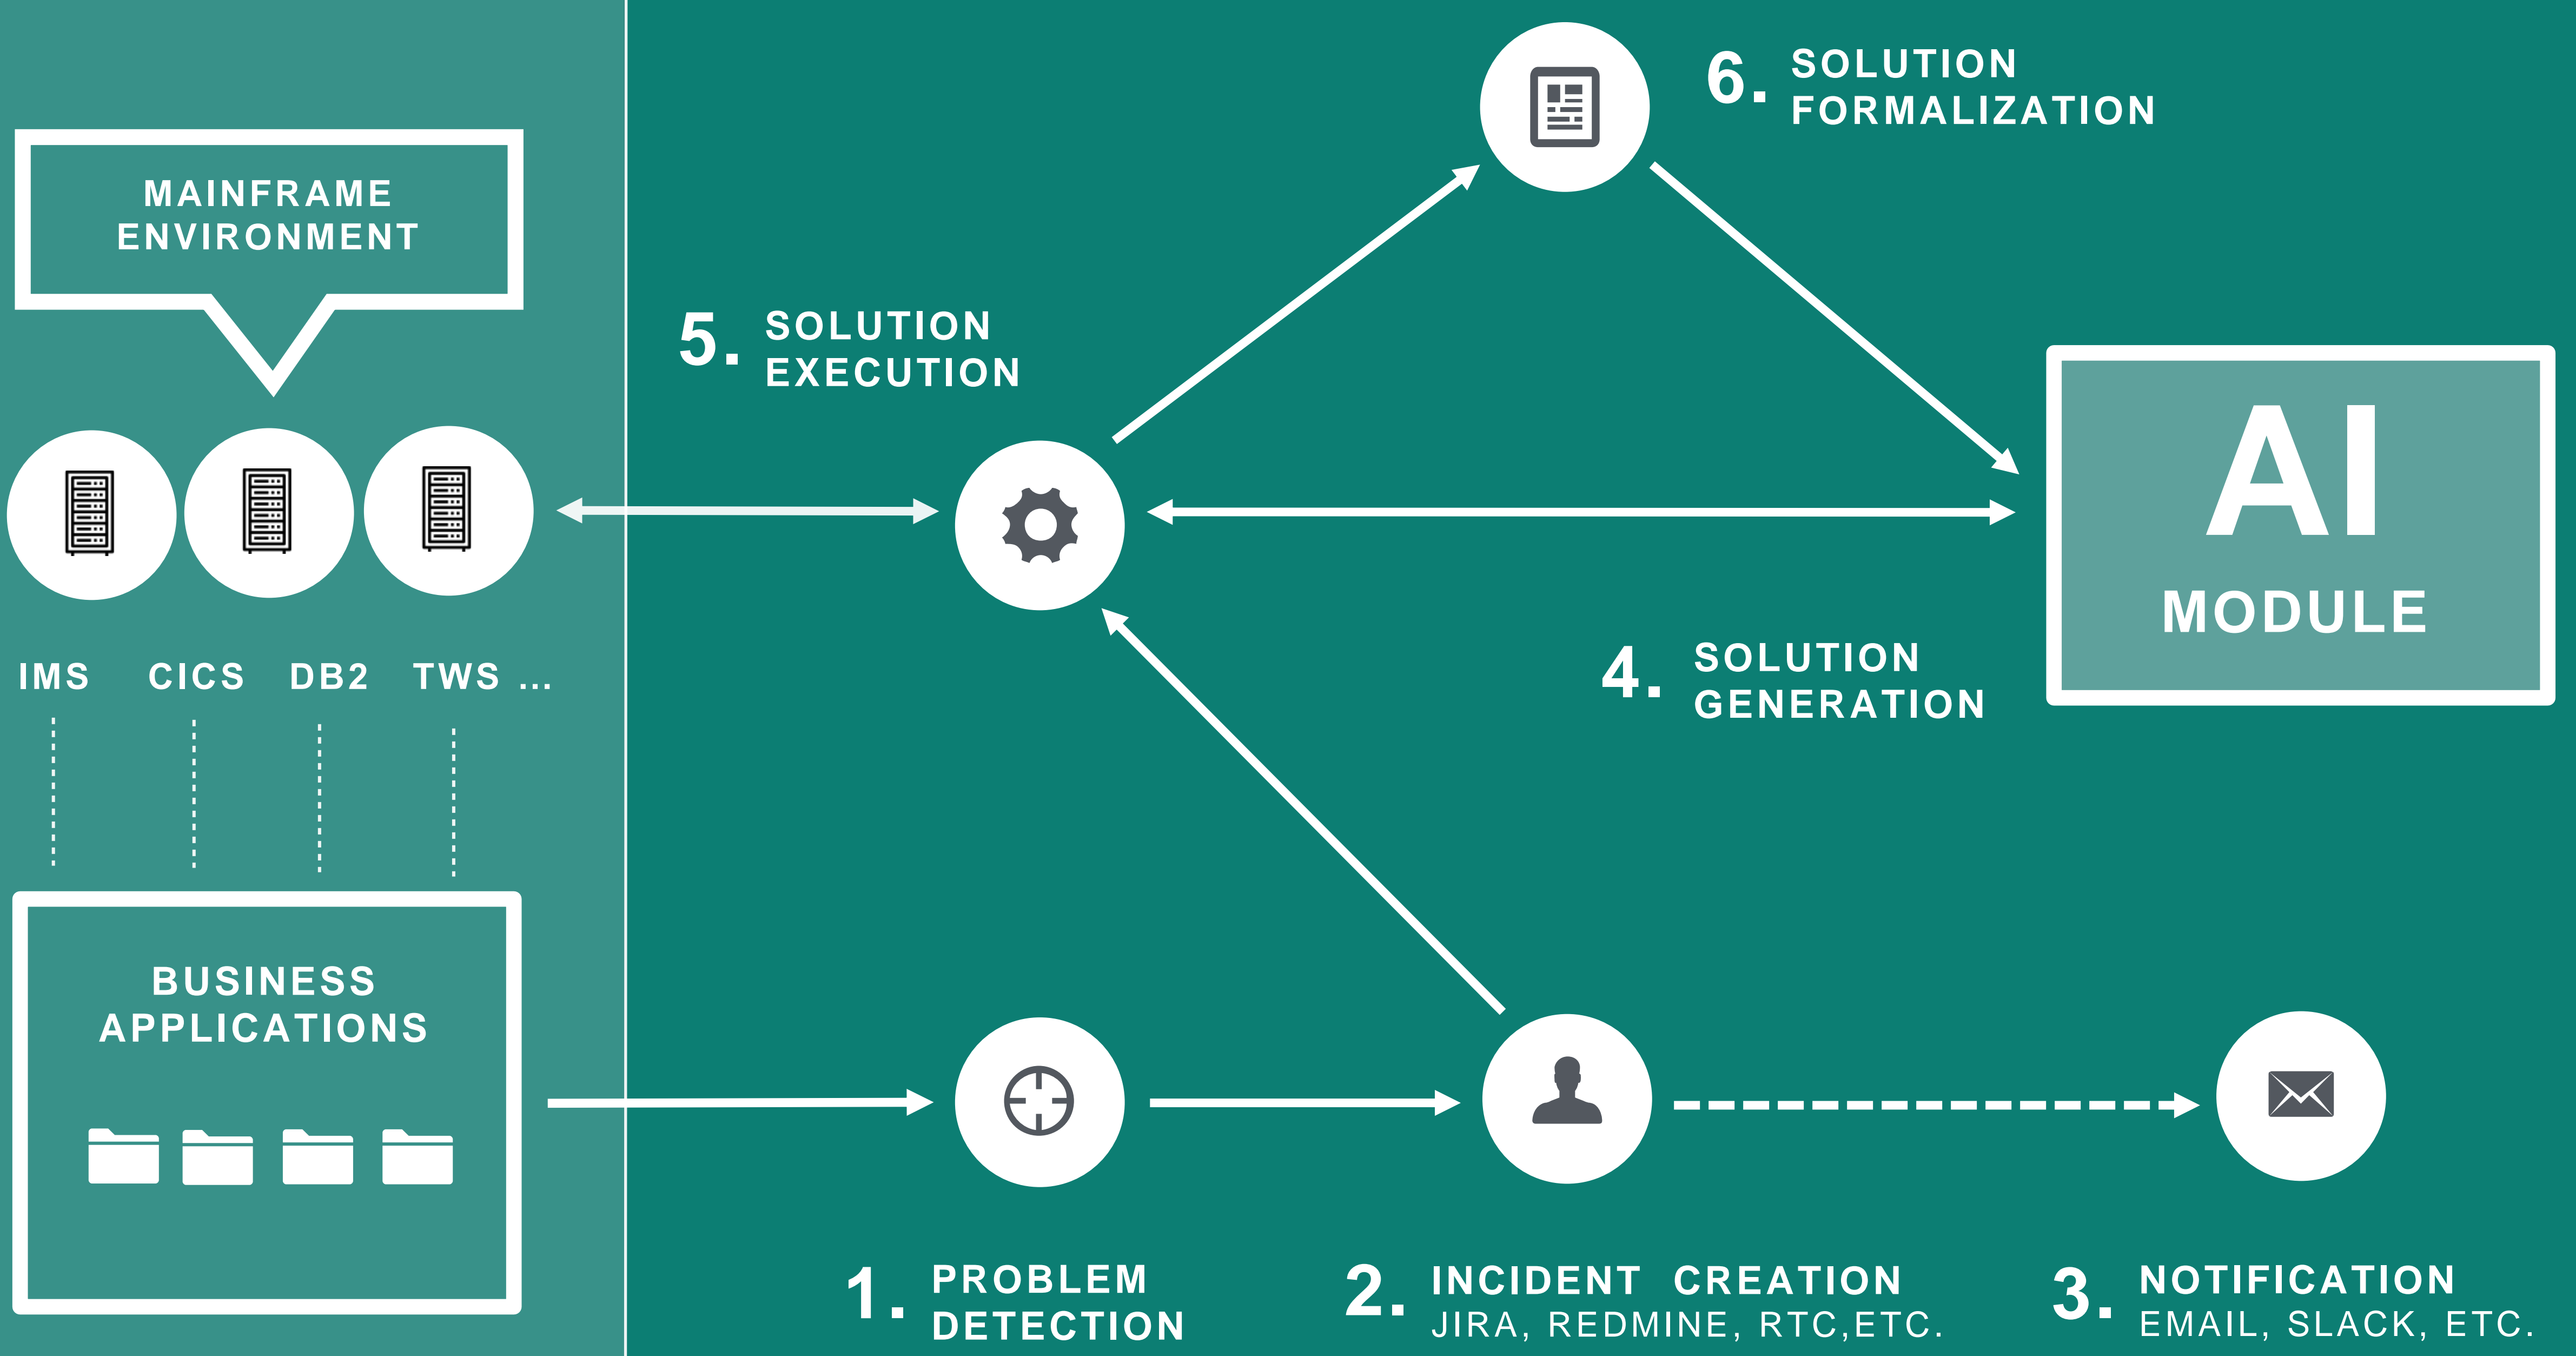 MAINFRAME
ENVIRONMENT
IMS CICS DB2 TWS ...
BUSINESS
APPLICATIONS
1. PROBLEM
DETECTION
2. INCIDENT CREATION
JIRA, REDMINE, RTC,ETC.
3. NOTIFICATION
EMAIL, SLACK, ETC.
4. SOLUTION
GENERATION
5. SOLUTION
EXECUTION
6. SOLUTION
FORMALIZATION
AI
MODULE